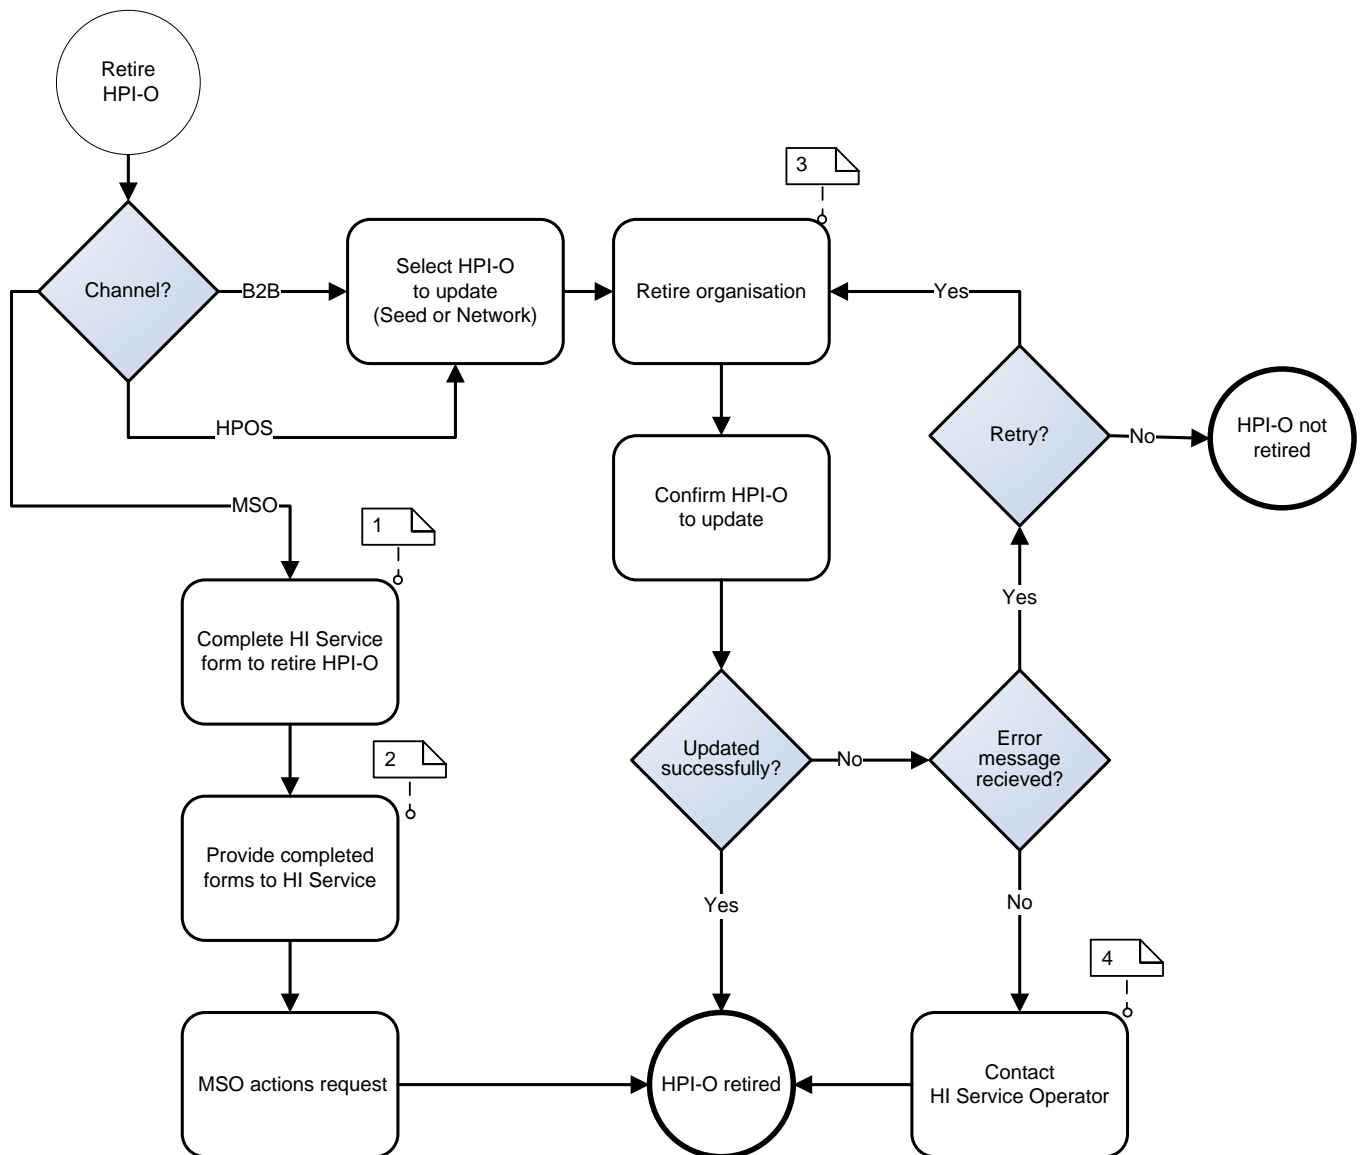 Retire
HPI-O
3
Select HPI-O
to update
(Seed or Network)
Retire organisation
Channel?
B2B
Yes
HPOS
Retry?
No
HPI-O not
retired
Confirm HPI-O
to update
MSO
1
Yes
Complete HI Service
form to retire HPI-O
2
Updated
successfully?
No
Error
message
recieved?
Provide completed
forms to HI Service
Yes
No
4
MSO actions request
HPI-O retired
Contact
HI Service Operator